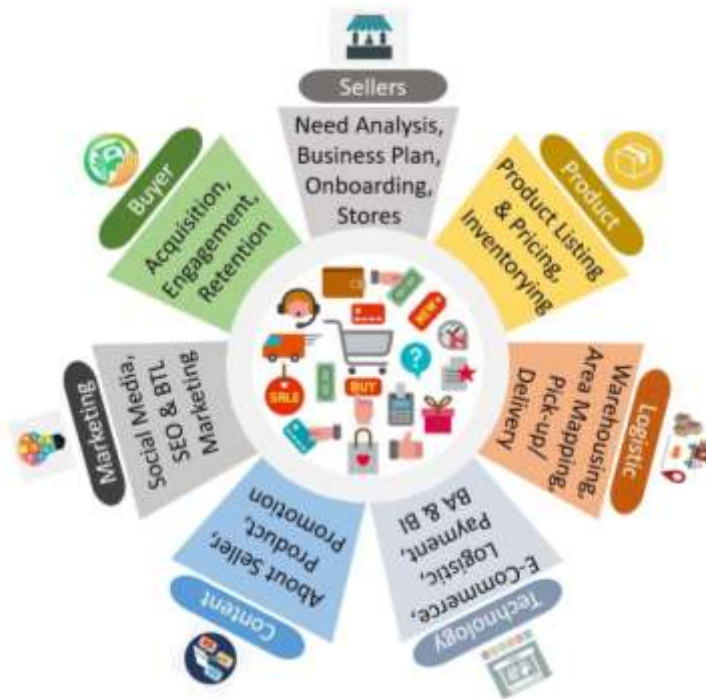 Sellers
Need Analysis,
Business Plan,
Onboarding,
Stores
Product
Product Listing
& Pricing,
Inventorying
Logistic
Warehousing,
Area Mapping,
Pick-up/
Delivery
Technology
E-Commerce,
Logistic,
Payment,
BA & BI
Content
About Seller,
Product,
Promotion
Marketing
Social Media,
SEO & BTL
Marketing
Buyer
Acquisition,
Engagement,
Retention
NEW
SALE
BUY
?